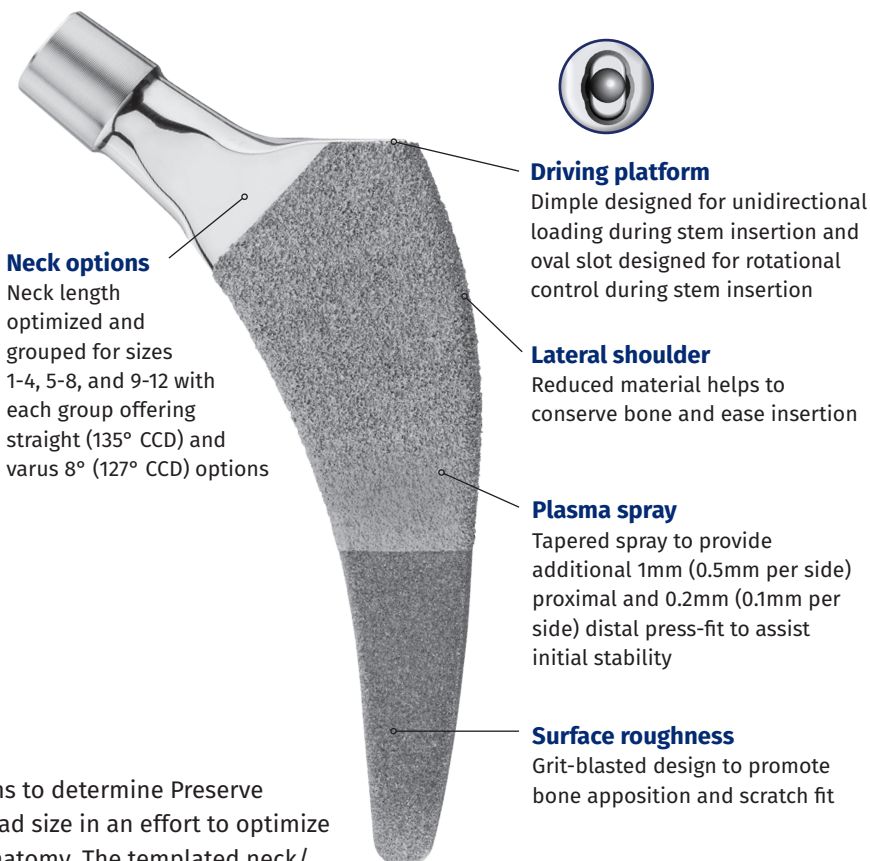 Driving platform
Dimple designed for unidirectional
loading during stem insertion and
oval slot designed for rotational
control during stem insertion
Neck options
Neck length
optimized and
grouped for sizes
1-4, 5-8, and 9-12 with
each group offering
straight (135° CCD) and
varus 8° (127° CCD) options
Lateral shoulder
Reduced material helps to
conserve bone and ease insertion
Plasma spray
Tapered spray to provide
additional 1mm (0.5mm per side)
proximal and 0.2mm (0.1mm per
side) distal press-fit to assist
initial stability
Surface roughness
Grit-blasted design to promote
bone apposition and scratch fit
to determine Preserve
size in an effort to optimize
The templated neck/